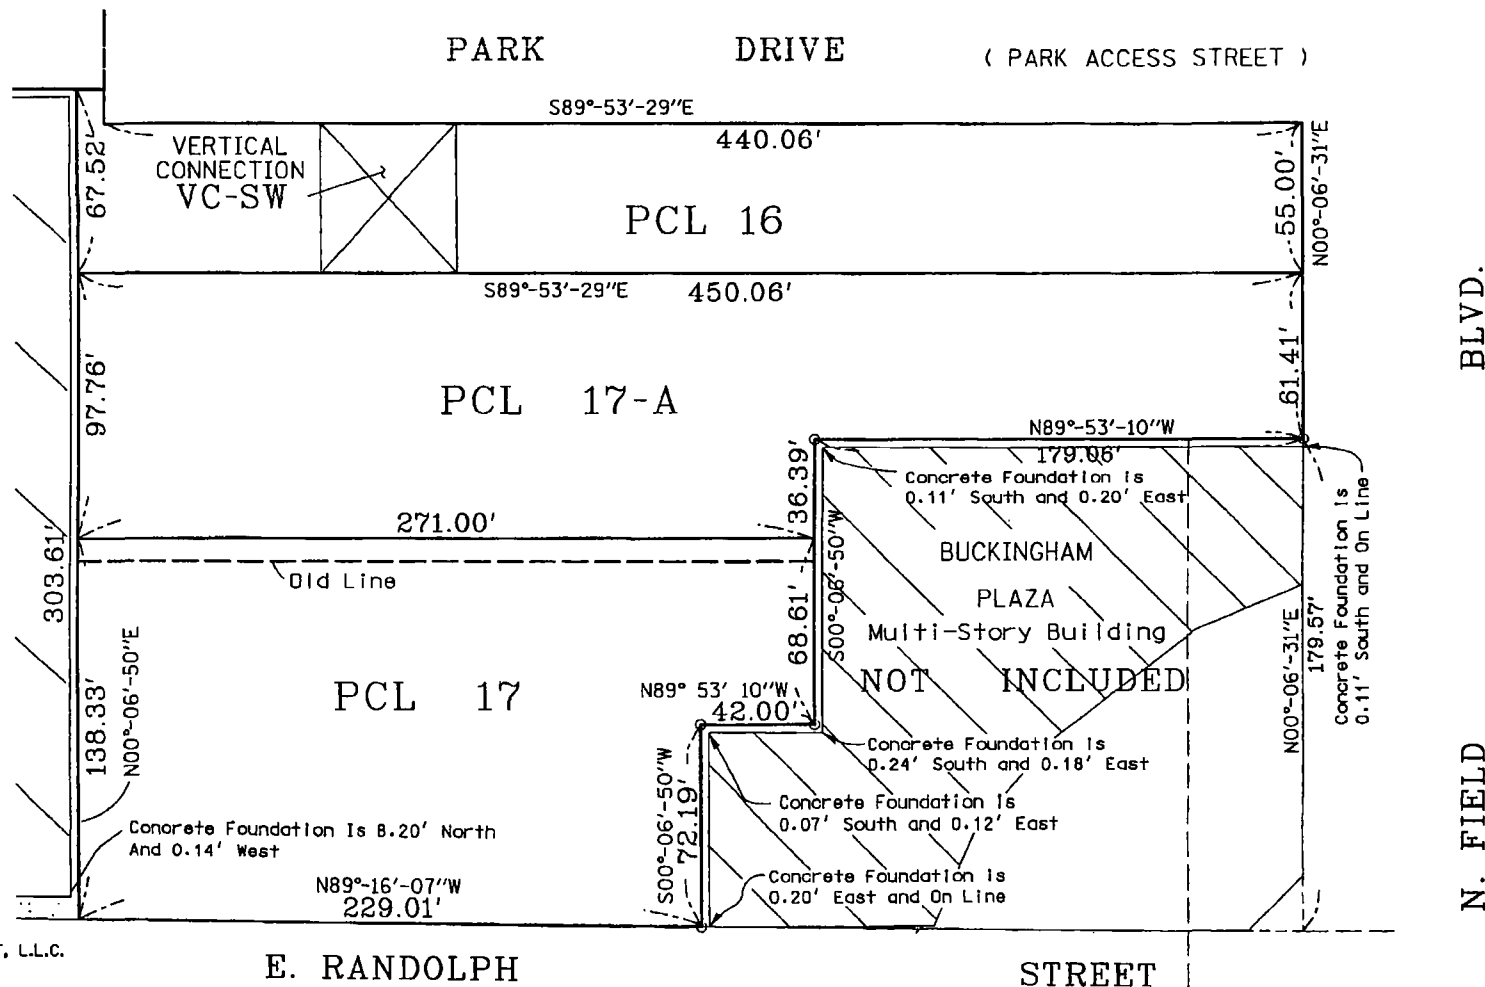 PARK DRIVE ( PARK ACCESS STREET )
S89°-53'-29"E
440.06'
VERTICAL
CONNECTION
VC-SW
67.52'
PCL 16
55.00'
N00°-06'-31"E
S89°-53'-29"E 450.06'
BLVD.
97.76'
PCL 17-A
61.41'
N89°-53'-10"W
179.06'
36.39'
Concrete Foundation is
0.11' South and 0.20' East
271.00'
Old Line
303.61'
S00°-06'-50"W
BUCKINGHAM
PLAZA
Multi-Story Building
NOT INCLUDED
Concrete Foundation is
0.11' South and On Line
179.57'
N00°-06'-31"E
68.61'
PCL 17
N89° 53' 10"W
42.00'
138.33'
N00°-06'-50"E
Concrete Foundation is
0.24' South and 0.18' East
S00°-06'-50"W
72.19'
Concrete Foundation is
0.07' South and 0.12' East
Concrete Foundation Is 8.20' North
And 0.14' West
Concrete Foundation is
0.20' East and On Line
N89°-16'-07"W
229.01'
N. FIELD
, L.L.C.
E. RANDOLPH STREET